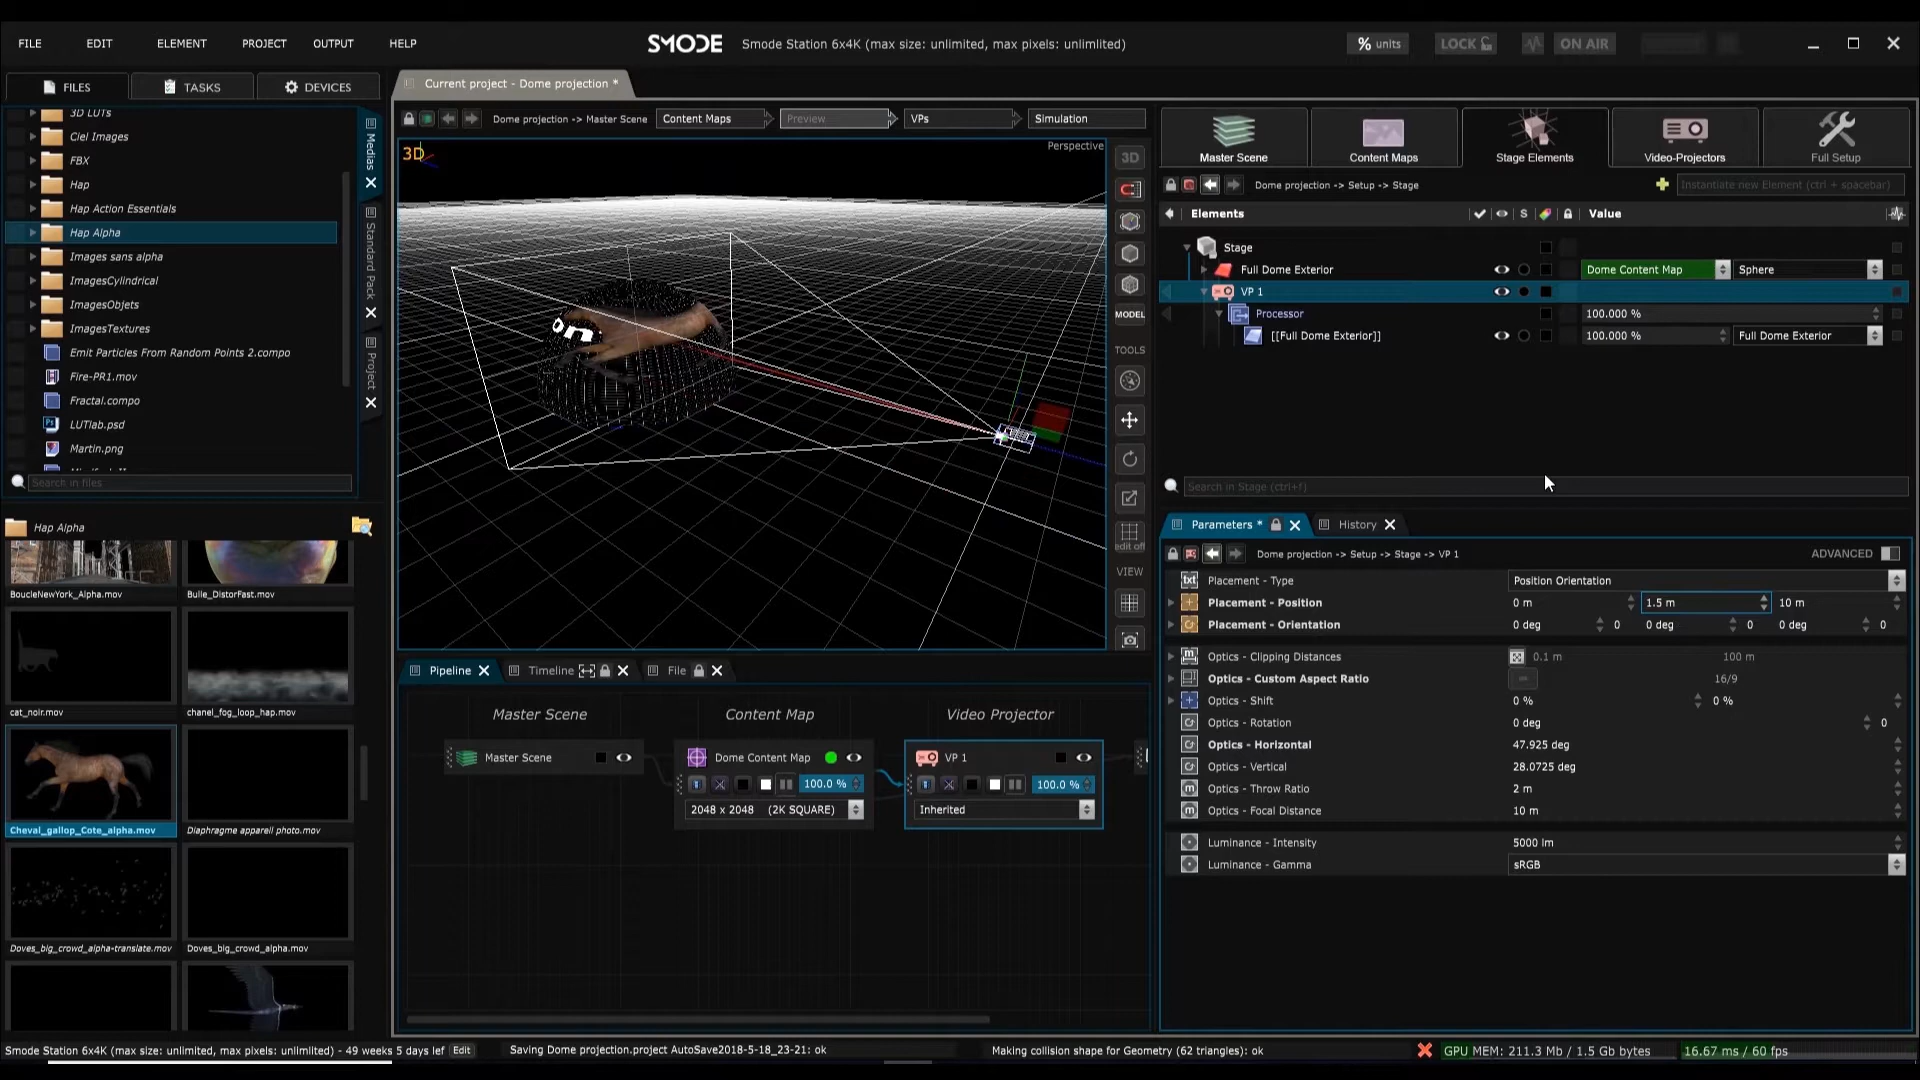 FILE EDIT ELEMENT PROJECT OUTPUT HELP
SMODE Smode Station 6x4K (max size: unlimited, max pixels: unlimlited)
% units LOCK ON AIR
FILES TASKS DEVICES
3D LUTs
Ciel Images
FBX
Hap
Hap Action Essentials
Hap Alpha
Images sans alpha
ImagesCylindrical
ImagesObjets
ImagesTextures
Emit Particles From Random Points 2.compo
Fire-PR1.mov
Fractal.compo
LUTlab.psd
Martin.png
Search in files
Medias
Standard Pack
Project
Hap Alpha
BoucleNewYork_Alpha.mov
Bulle_DistorFast.mov
cat_noir.mov
chanel_fog_loop_hap.mov
Cheval_gallop_Cote_alpha.mov
Diaphragme appareil photo.mov
Doves_big_crowd_alpha-translate.mov
Doves_big_crowd_alpha.mov
Current project - Dome projection *
Dome projection -> Master Scene Content Maps Preview VPs Simulation
3D
Perspective
on
3D
MODEL
TOOLS
edit off
VIEW
Pipeline Timeline File
Master Scene Content Map Video Projector
Master Scene
Dome Content Map
100.0 %
2048 x 2048 (2K SQUARE)
VP 1
100.0 %
Inherited
Master Scene Content Maps Stage Elements Video-Projectors Full Setup
Dome projection -> Setup -> Stage
Instantiate new Element (ctrl + spacebar)
Elements S Value
Stage
Full Dome Exterior Dome Content Map Sphere
VP 1
Processor 100.000 %
[[Full Dome Exterior]] 100.000 % Full Dome Exterior
Search in Stage (ctrl+f)
Parameters * History
Dome projection -> Setup -> Stage -> VP 1 ADVANCED
Placement - Type Position Orientation
Placement - Position 0 m 1.5 m 10 m
Placement - Orientation 0 deg 0 0 deg 0 0 deg 0
Optics - Clipping Distances 0.1 m 100 m
Optics - Custom Aspect Ratio 16/9
Optics - Shift 0 % 0 %
Optics - Rotation 0 deg 0
Optics - Horizontal 47.925 deg
Optics - Vertical 28.0725 deg
Optics - Throw Ratio 2 m
Optics - Focal Distance 10 m
Luminance - Intensity 5000 lm
Luminance - Gamma sRGB
Smode Station 6x4K (max size: unlimited, max pixels: unlimlited) - 49 weeks 5 days lef Edit
Saving Dome projection.project AutoSave2018-5-18_23-21: ok
Making collision shape for Geometry (62 triangles): ok
GPU MEM: 211.3 Mb / 1.5 Gb bytes
16.67 ms / 60 fps